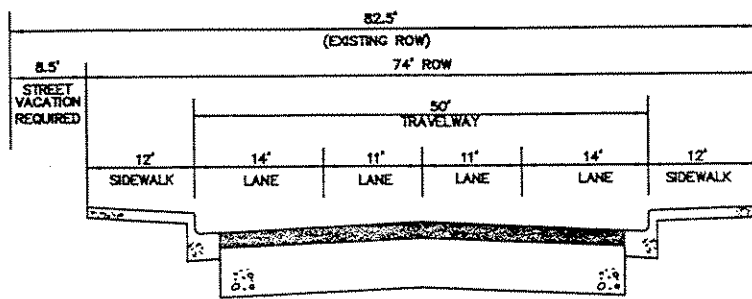 82.5'
(EXISTING ROW)
8.5'
74' ROW
STREET
VACATION
REQUIRED
50'
TRAVELWAY
12'
14'
11'
11'
14'
12'
SIDEWALK
LANE
LANE
LANE
LANE
SIDEWALK